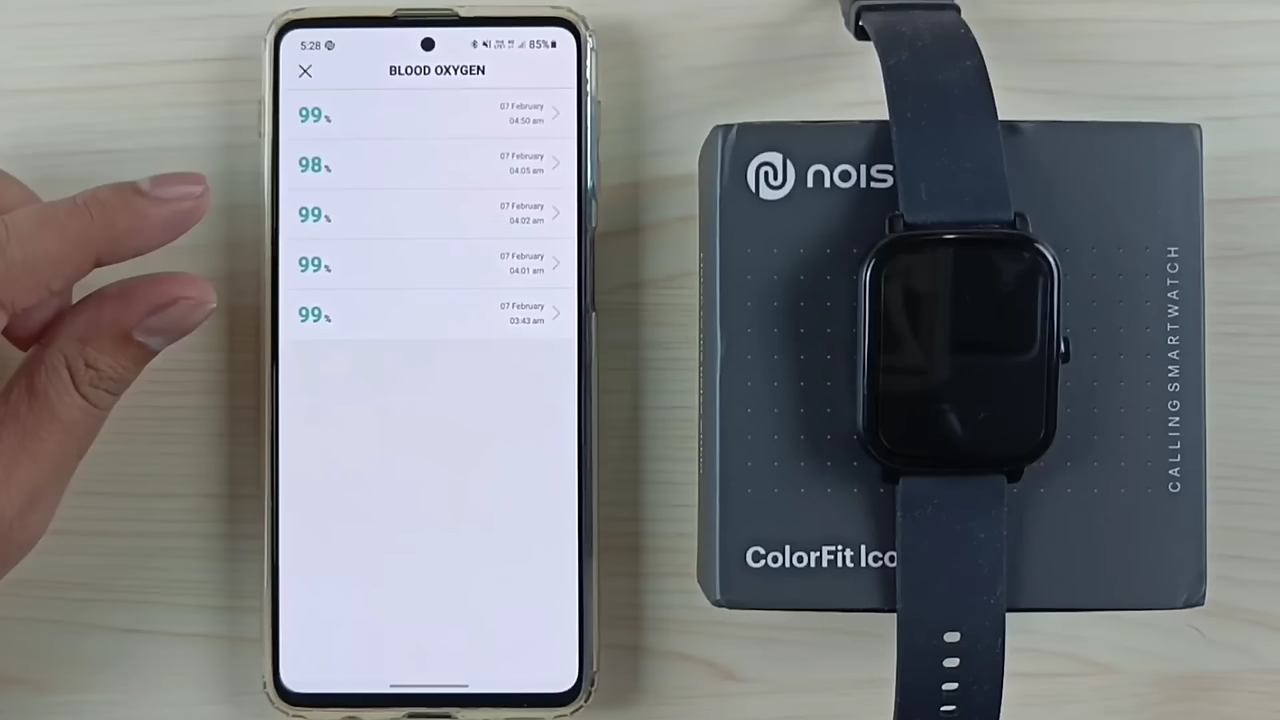 5:28
85%
BLOOD OXYGEN
99%
07 February
04:50 am
98%
07 February
04:05 am
99%
07 February
04:02 am
99%
07 February
04:01 am
99%
07 February
03:43 am
NOIS
CALLING SMARTWATCH
ColorFit Ico